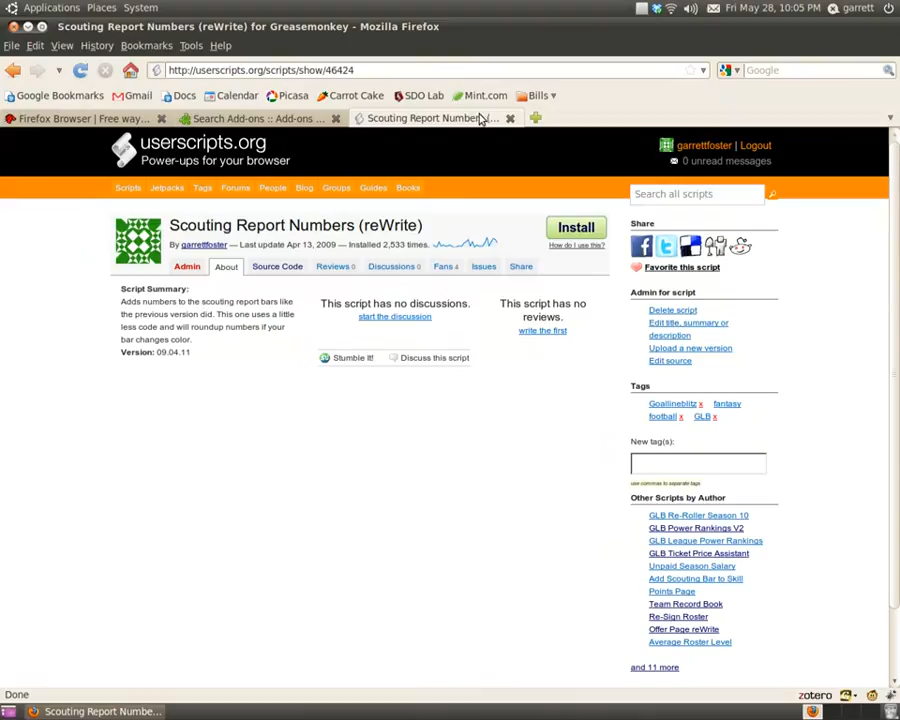 Applications Places System Fri May 28, 10:05 PM garrett
Scouting Report Numbers (reWrite) for Greasemonkey - Mozilla Firefox
File Edit View History Bookmarks Tools Help
http://userscripts.org/scripts/show/46424 Google
Google Bookmarks Gmail Docs Calendar Picasa Carrot Cake SDO Lab Mint.com Bills
Firefox Browser | Free way... Search Add-ons :: Add-ons ... Scouting Report Numbers (...
userscripts.org
Power-ups for your browser
garrettfoster | Logout
0 unread messages
Scripts Jetpacks Tags Forums People Blog Groups Guides Books
Search all scripts
Scouting Report Numbers (reWrite)
By garrettfoster — Last update Apr 13, 2009 — Installed 2,533 times.
Install
How do I use this?
Admin About Source Code Reviews 0 Discussions 0 Fans 4 Issues Share
Script Summary:
Adds numbers to the scouting report bars like
the previous version did. This one uses a little
less code and will roundup numbers if your
bar changes color.
Version: 09.04.11
This script has no discussions.
start the discussion
This script has no
reviews.
write the first
Stumble It! Discuss this script
Share
Favorite this script
Admin for script
Delete script
Edit title, summary or
description
Upload a new version
Edit source
Tags
Goallineblitz x fantasy
football x GLB x
New tag(s):
use commas to separate tags
Other Scripts by Author
GLB Re-Roller Season 10
GLB Power Rankings V2
GLB League Power Rankings
GLB Ticket Price Assistant
Unpaid Season Salary
Add Scouting Bar to Skill
Points Page
Team Record Book
Re-Sign Roster
Offer Page reWrite
Average Roster Level
and 11 more
Done zotero
Scouting Report Numbe...